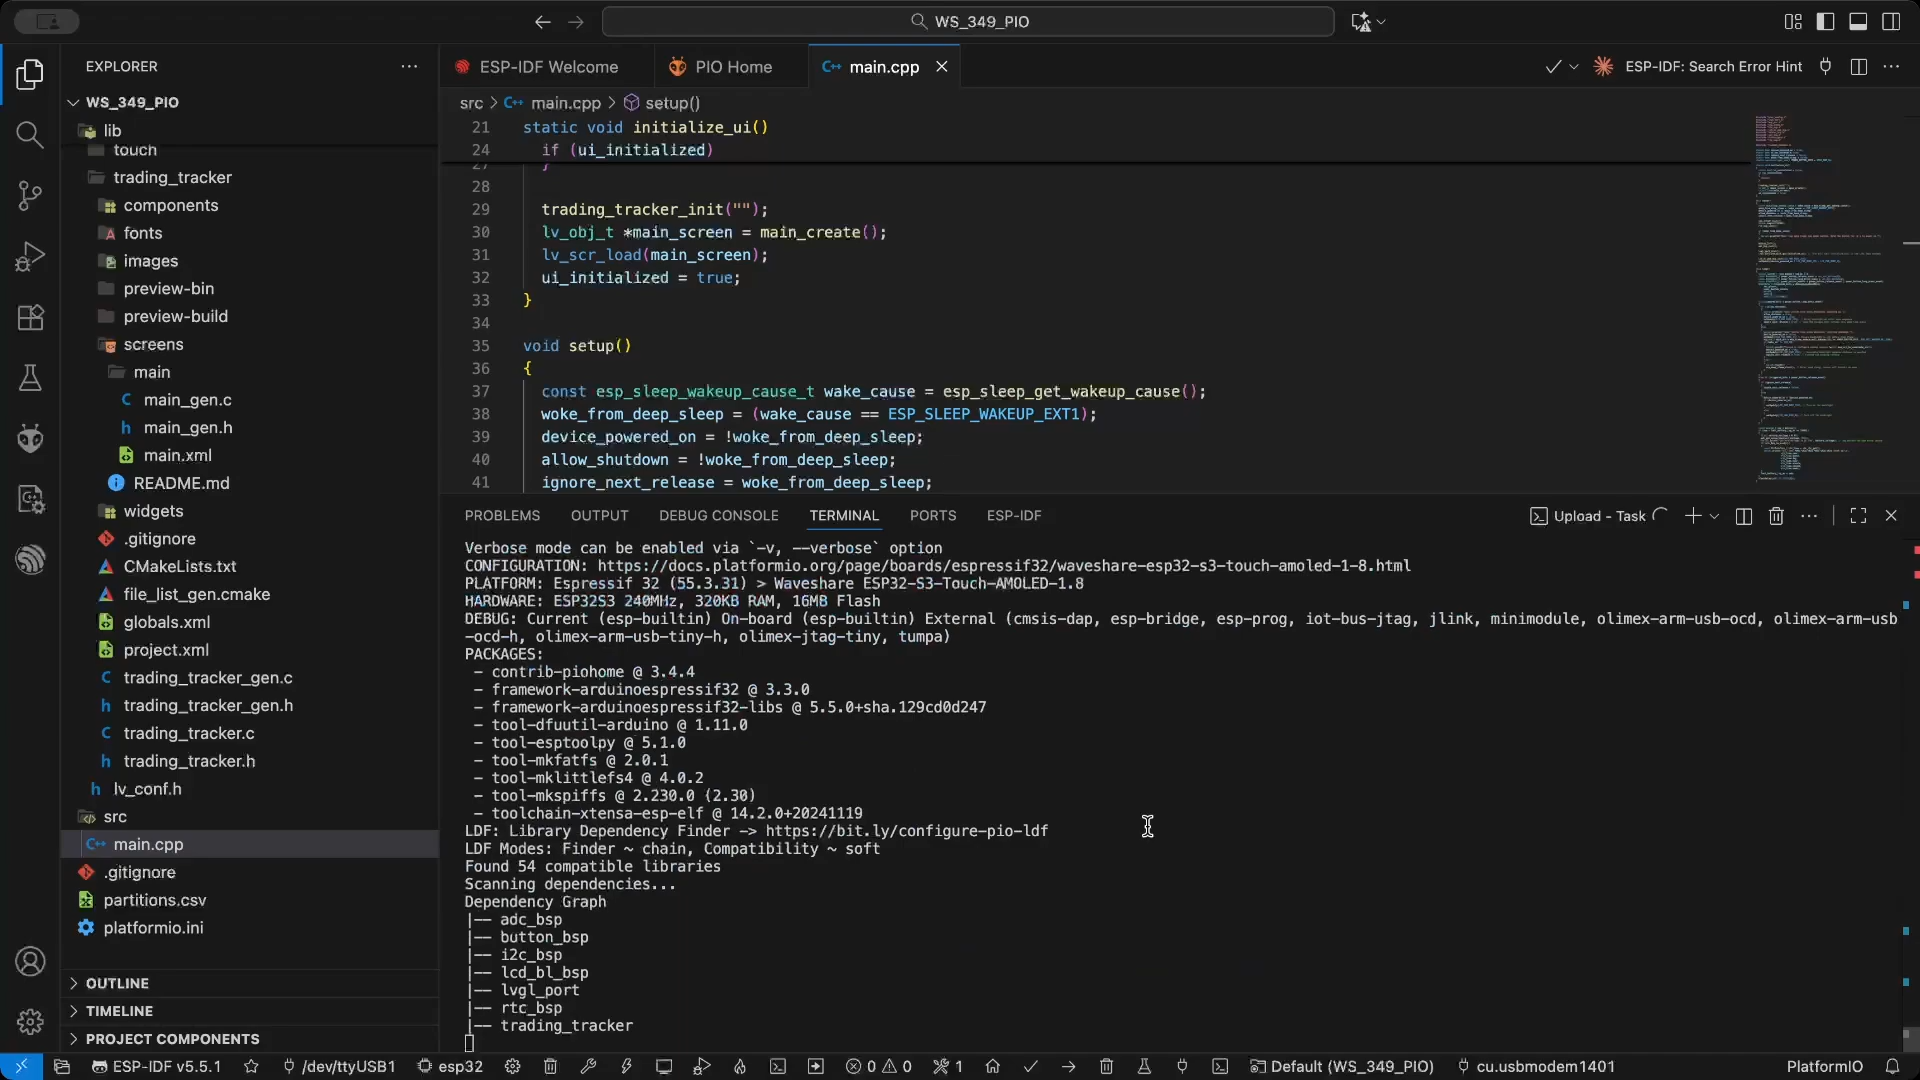 WS_349_PIO
EXPLORER
WS_349_PIO
lib
touch
trading_tracker
components
fonts
images
preview-bin
preview-build
screens
main
main_gen.c
main_gen.h
main.xml
README.md
widgets
.gitignore
CMakeLists.txt
file_list_gen.cmake
globals.xml
project.xml
trading_tracker_gen.c
trading_tracker_gen.h
trading_tracker.c
trading_tracker.h
lv_conf.h
src
main.cpp
.gitignore
partitions.csv
platformio.ini
OUTLINE
TIMELINE
PROJECT COMPONENTS
ESP-IDF Welcome
PIO Home
main.cpp
ESP-IDF: Search Error Hint
src > main.cpp > setup()
21 static void initialize_ui()
24 if (ui_initialized)
27 }
28
29 trading_tracker_init("");
30 lv_obj_t *main_screen = main_create();
31 lv_scr_load(main_screen);
32 ui_initialized = true;
33 }
34
35 void setup()
36 {
37 const esp_sleep_wakeup_cause_t wake_cause = esp_sleep_get_wakeup_cause();
38 woke_from_deep_sleep = (wake_cause == ESP_SLEEP_WAKEUP_EXT1);
39 device_powered_on = !woke_from_deep_sleep;
40 allow_shutdown = !woke_from_deep_sleep;
41 ignore_next_release = woke_from_deep_sleep;
PROBLEMS OUTPUT DEBUG CONSOLE TERMINAL PORTS ESP-IDF
Upload - Task
Verbose mode can be enabled via `-v, --verbose` option
CONFIGURATION: https://docs.platformio.org/page/boards/espressif32/waveshare-esp32-s3-touch-amoled-1-8.html
PLATFORM: Espressif 32 (55.3.31) > Waveshare ESP32-S3-Touch-AMOLED-1.8
HARDWARE: ESP32S3 240MHz, 320KB RAM, 16MB Flash
DEBUG: Current (esp-builtin) On-board (esp-builtin) External (cmsis-dap, esp-bridge, esp-prog, iot-bus-jtag, jlink, minimodule, olimex-arm-usb-ocd, olimex-arm-usb
-ocd-h, olimex-arm-usb-tiny-h, olimex-jtag-tiny, tumpa)
PACKAGES:
- contrib-piohome @ 3.4.4
- framework-arduinoespressif32 @ 3.3.0
- framework-arduinoespressif32-libs @ 5.5.0+sha.129cd0d247
- tool-dfuutil-arduino @ 1.11.0
- tool-esptoolpy @ 5.1.0
- tool-mkfatfs @ 2.0.1
- tool-mklittlefs4 @ 4.0.2
- tool-mkspiffs @ 2.230.0 (2.30)
- toolchain-xtensa-esp-elf @ 14.2.0+20241119
LDF: Library Dependency Finder -> https://bit.ly/configure-pio-ldf
LDF Modes: Finder ~ chain, Compatibility ~ soft
Found 54 compatible libraries
Scanning dependencies...
Dependency Graph
|-- adc_bsp
|-- button_bsp
|-- i2c_bsp
|-- lcd_bl_bsp
|-- lvgl_port
|-- rtc_bsp
|-- trading_tracker
ESP-IDF v5.5.1 /dev/ttyUSB1 esp32 0 0 1 Default (WS_349_PIO) cu.usbmodem1401 PlatformIO